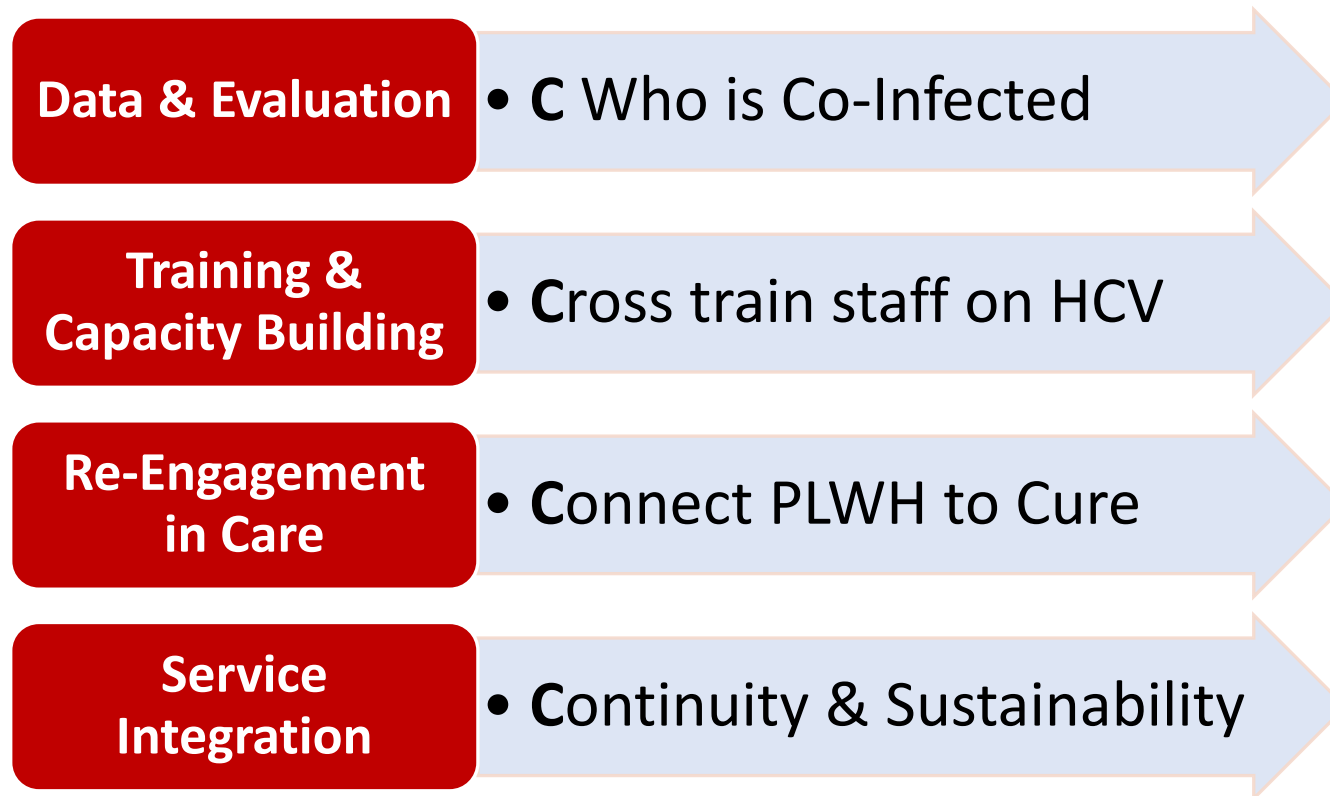 Data & Evaluation
• C Who is Co-Infected
Training &
Capacity Building
• Cross train staff on HCV
Re-Engagement
in Care
• Connect PLWH to Cure
Service
Integration
• Continuity & Sustainability